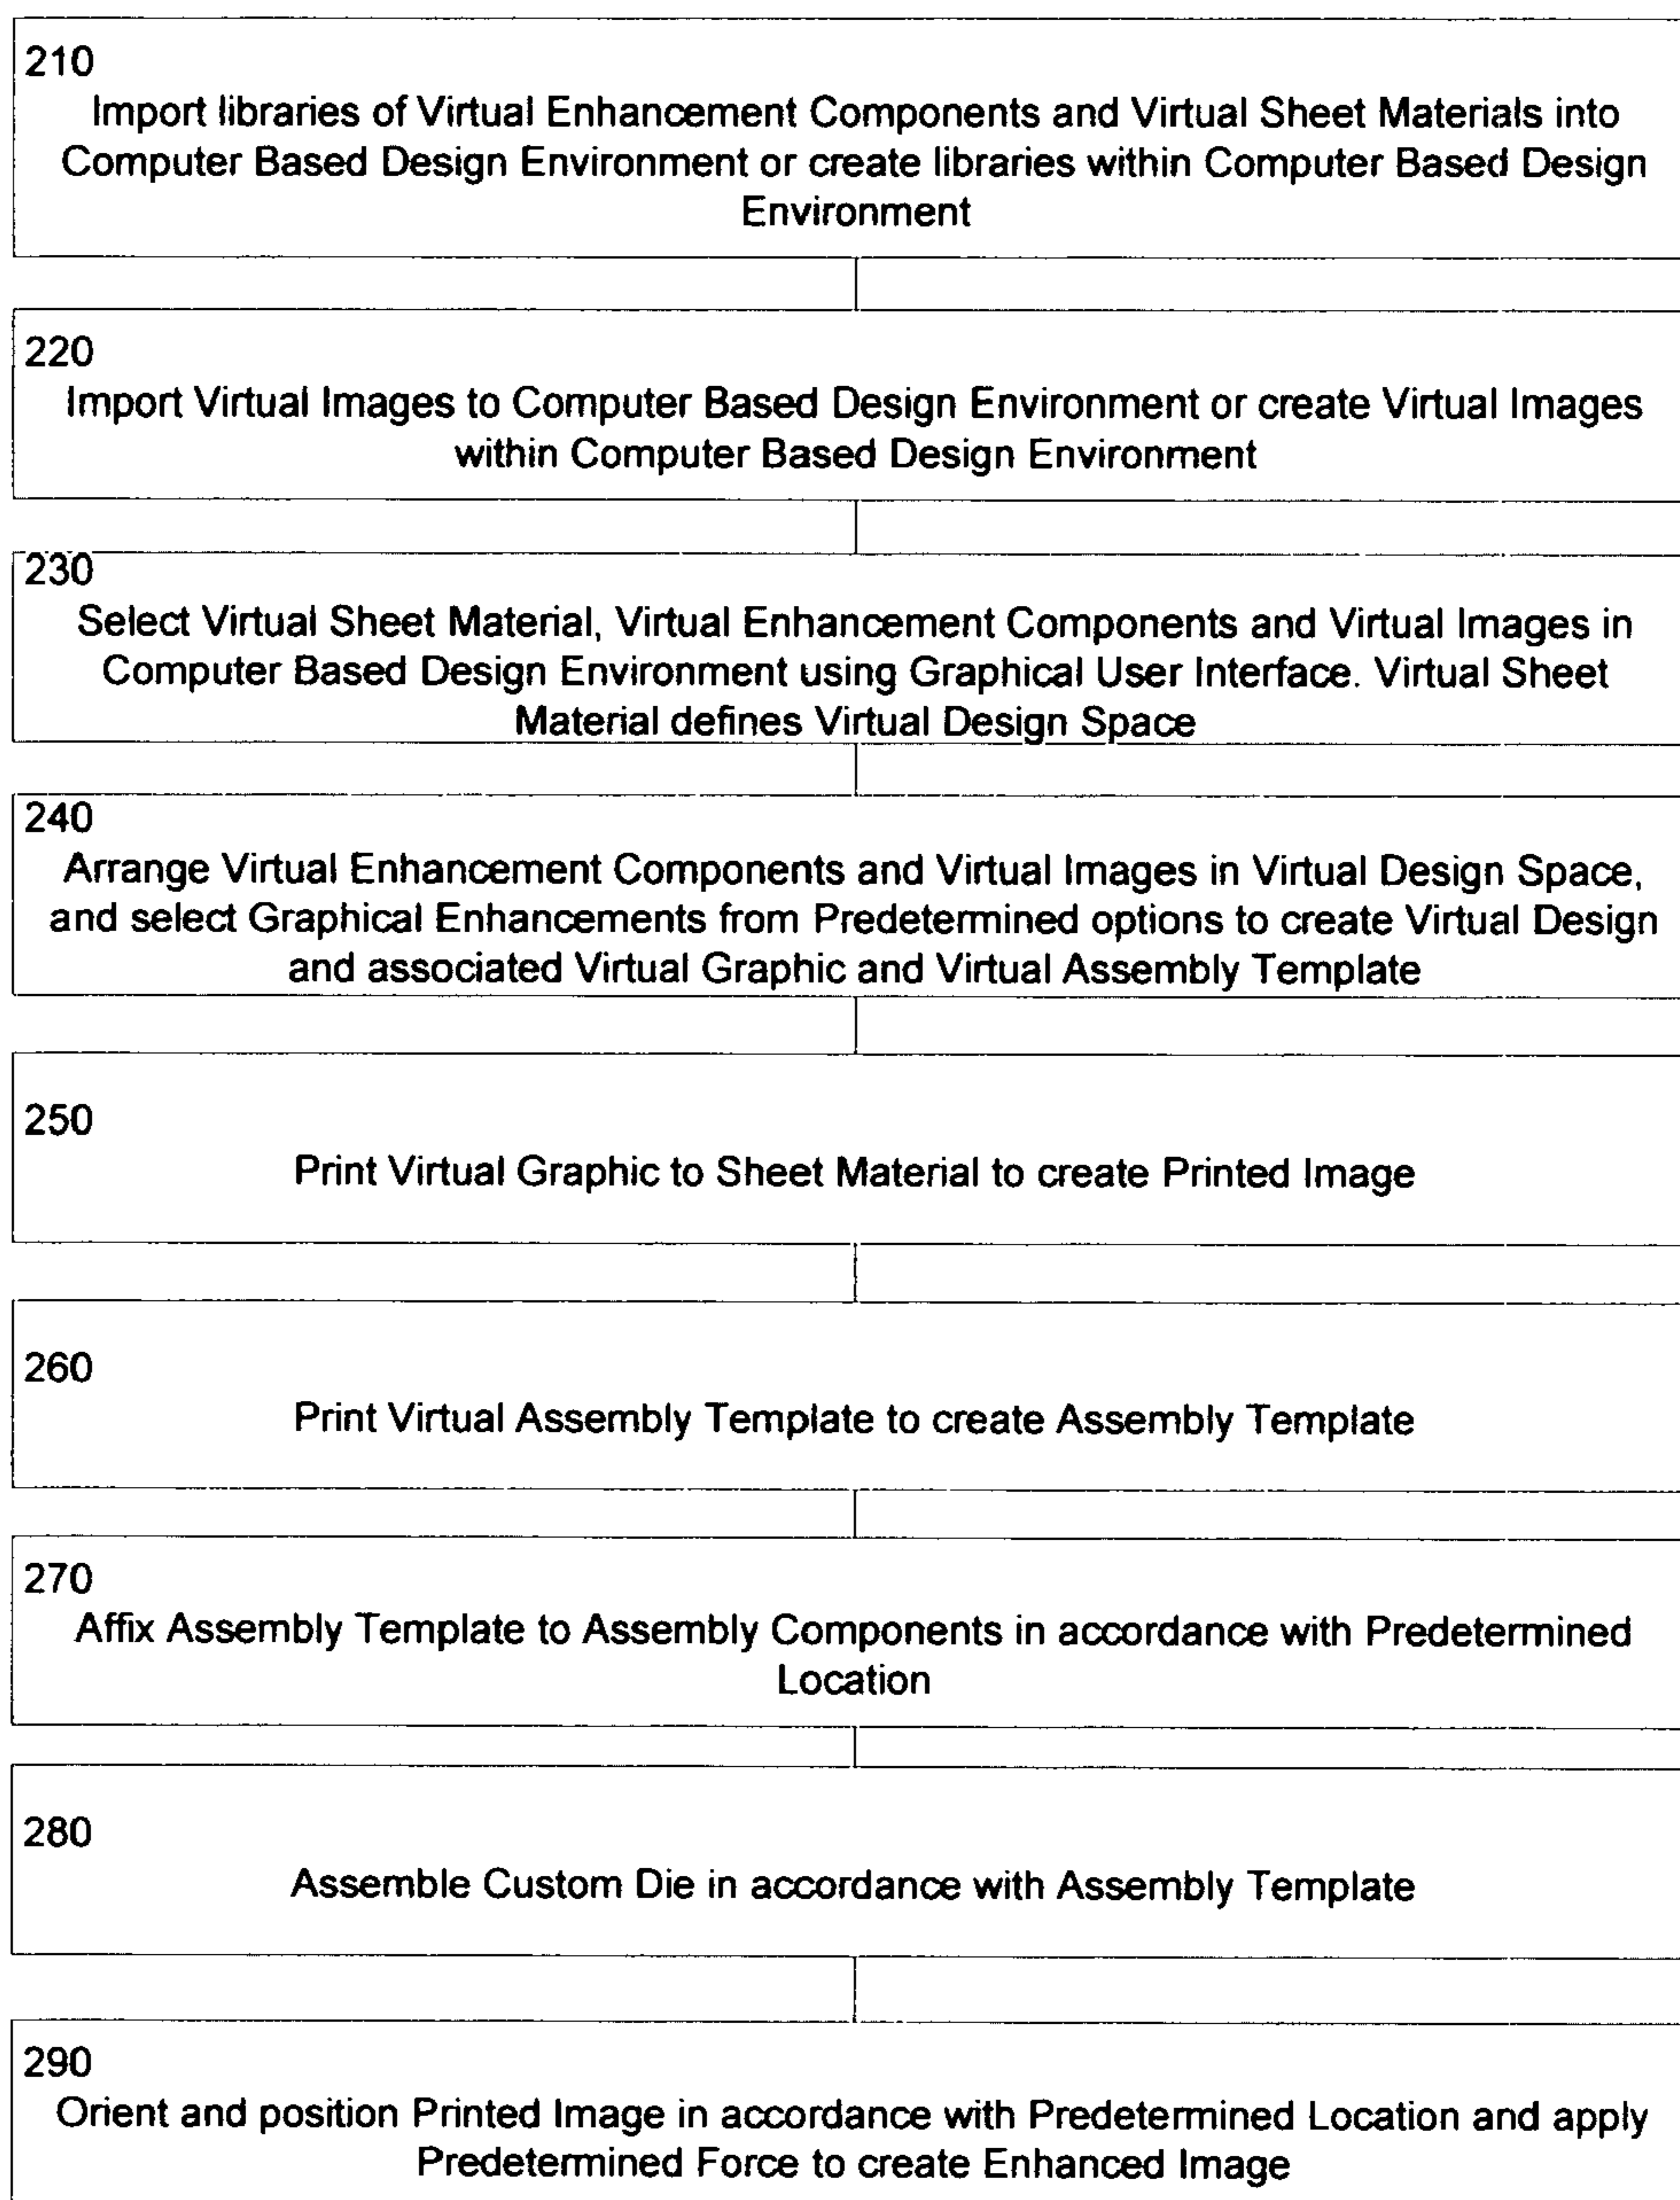 210
Import libraries of Virtual Enhancement Components and Virtual Sheet Materials into
Computer Based Design Environment or create libraries within Computer Based Design
Environment
220
Import Virtual Images to Computer Based Design Environment or create Virtual Images
within Computer Based Design Environment
230
Select Virtual Sheet Material, Virtual Enhancement Components and Virtual Images in
Computer Based Design Environment using Graphical User Interface. Virtual Sheet
Material defines Virtual Design Space
240
Arrange Virtual Enhancement Components and Virtual Images in Virtual Design Space,
and select Graphical Enhancements from Predetermined options to create Virtual Design
and associated Virtual Graphic and Virtual Assembly Template
250
Print Virtual Graphic to Sheet Material to create Printed Image
260
Print Virtual Assembly Template to create Assembly Template
270
Affix Assembly Template to Assembly Components in accordance with Predetermined
Location
280
Assemble Custom Die in accordance with Assembly Template
290
Orient and position Printed Image in accordance with Predetermined Location and apply
Predetermined Force to create Enhanced Image